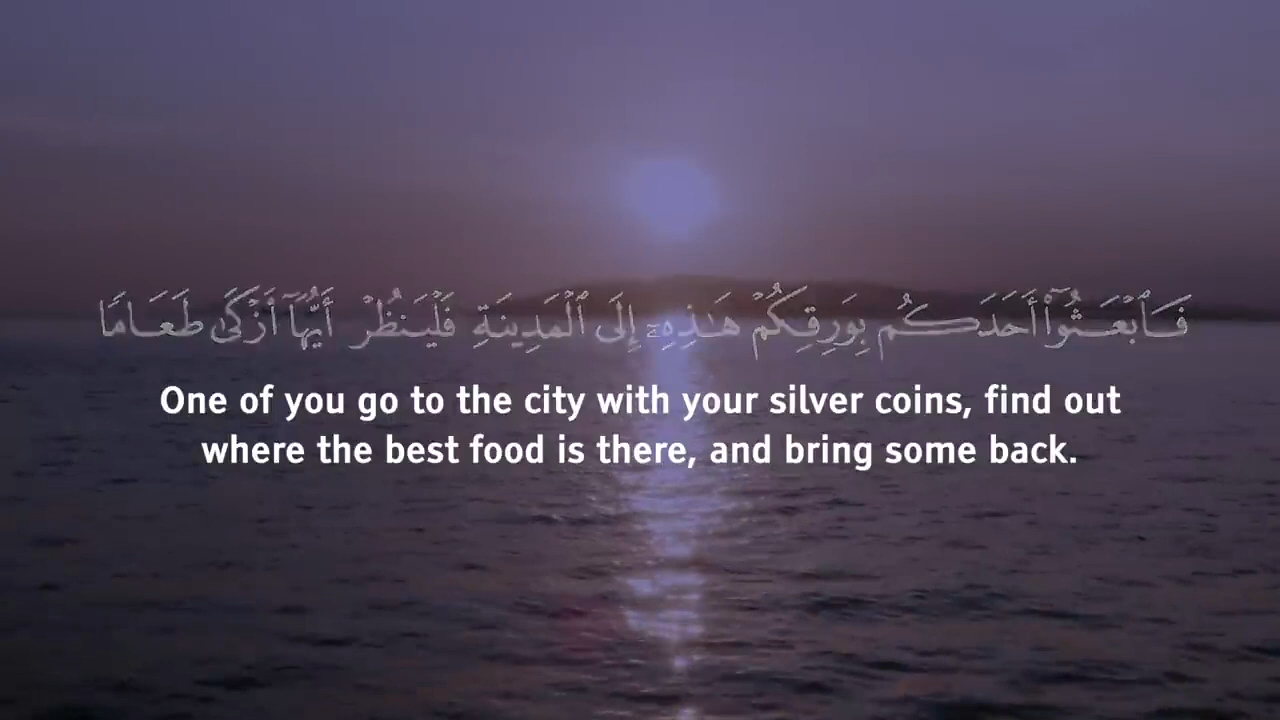 فَٱبْعَثُوٓا۟ أَحَدَكُم بِوَرِقِكُمْ هَـٰذِهِۦٓ إِلَى ٱلْمَدِينَةِ فَلْيَنظُرْ أَيُّهَآ أَزْكَىٰ طَعَامًا
One of you go to the city with your silver coins, find out
where the best food is there, and bring some back.